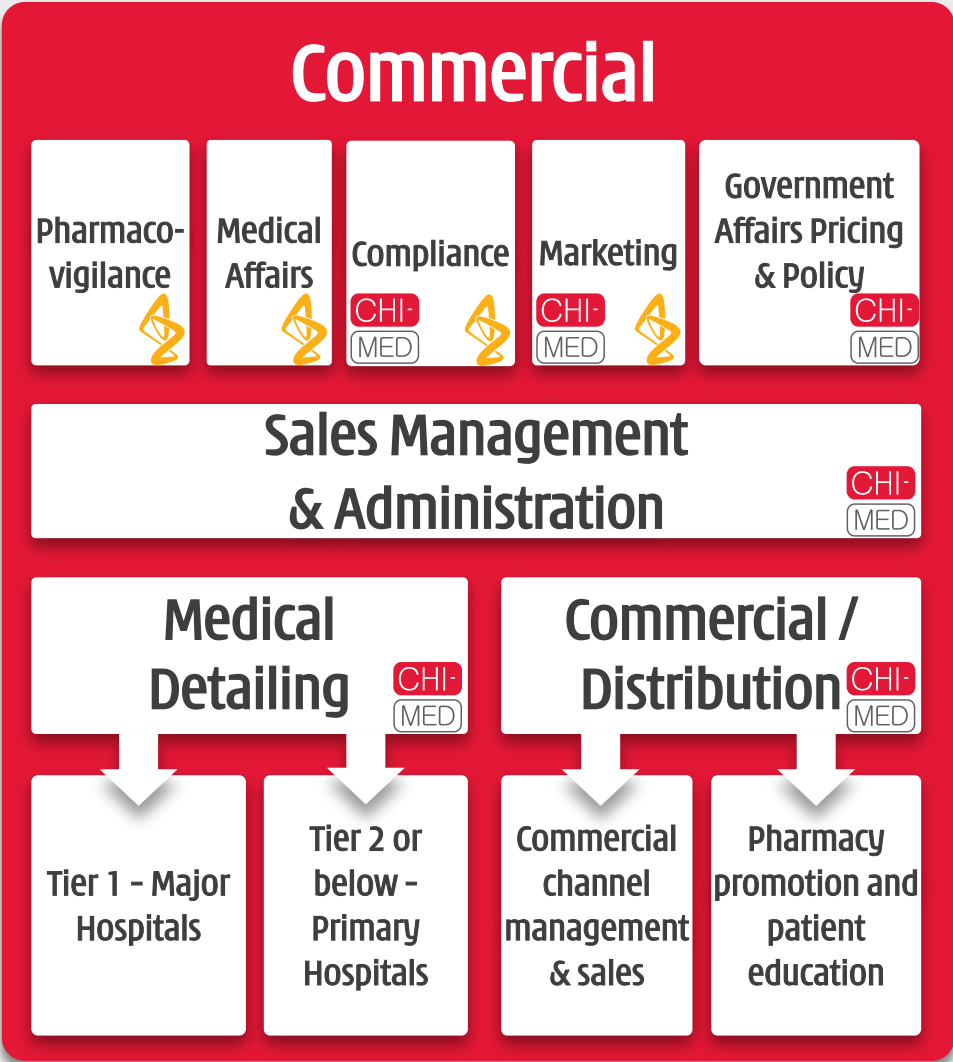 Commercial
Pharmaco-
vigilance
Medical
Affairs
Compliance
CHI-
MED
Marketing
CHI-
MED
Government
Affairs Pricing
& Policy
CHI-
MED
Sales Management
& Administration
CHI-
MED
Medical
Detailing
CHI-
MED
Commercial /
Distribution
CHI-
MED
Tier 1 – Major
Hospitals
Tier 2 or
below –
Primary
Hospitals
Commercial
channel
management
& sales
Pharmacy
promotion and
patient
education